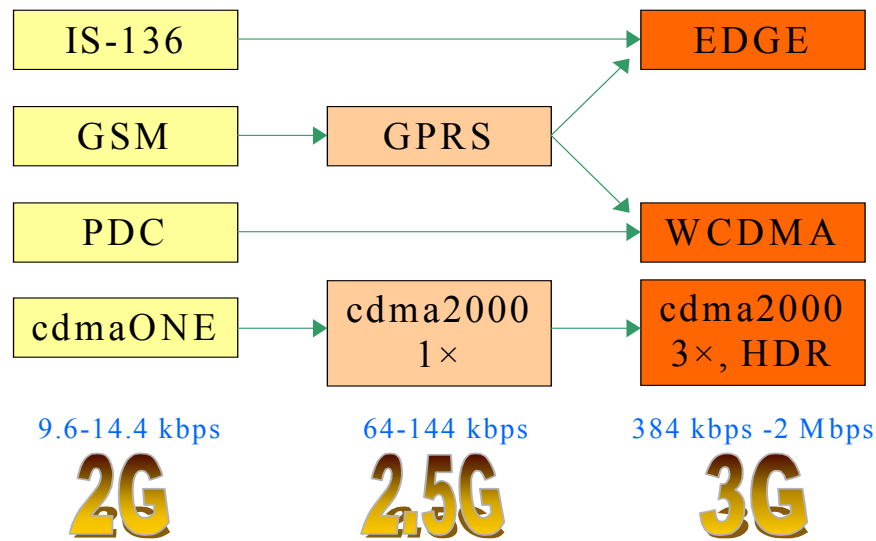 IS-136
EDGE
GSM
GPRS
PDC
WCDMA
cdmaONE
cdma2000
1×
cdma2000
3×, HDR
9.6-14.4 kbps
64-144 kbps
384 kbps -2 Mbps
2G
2.5G
3G